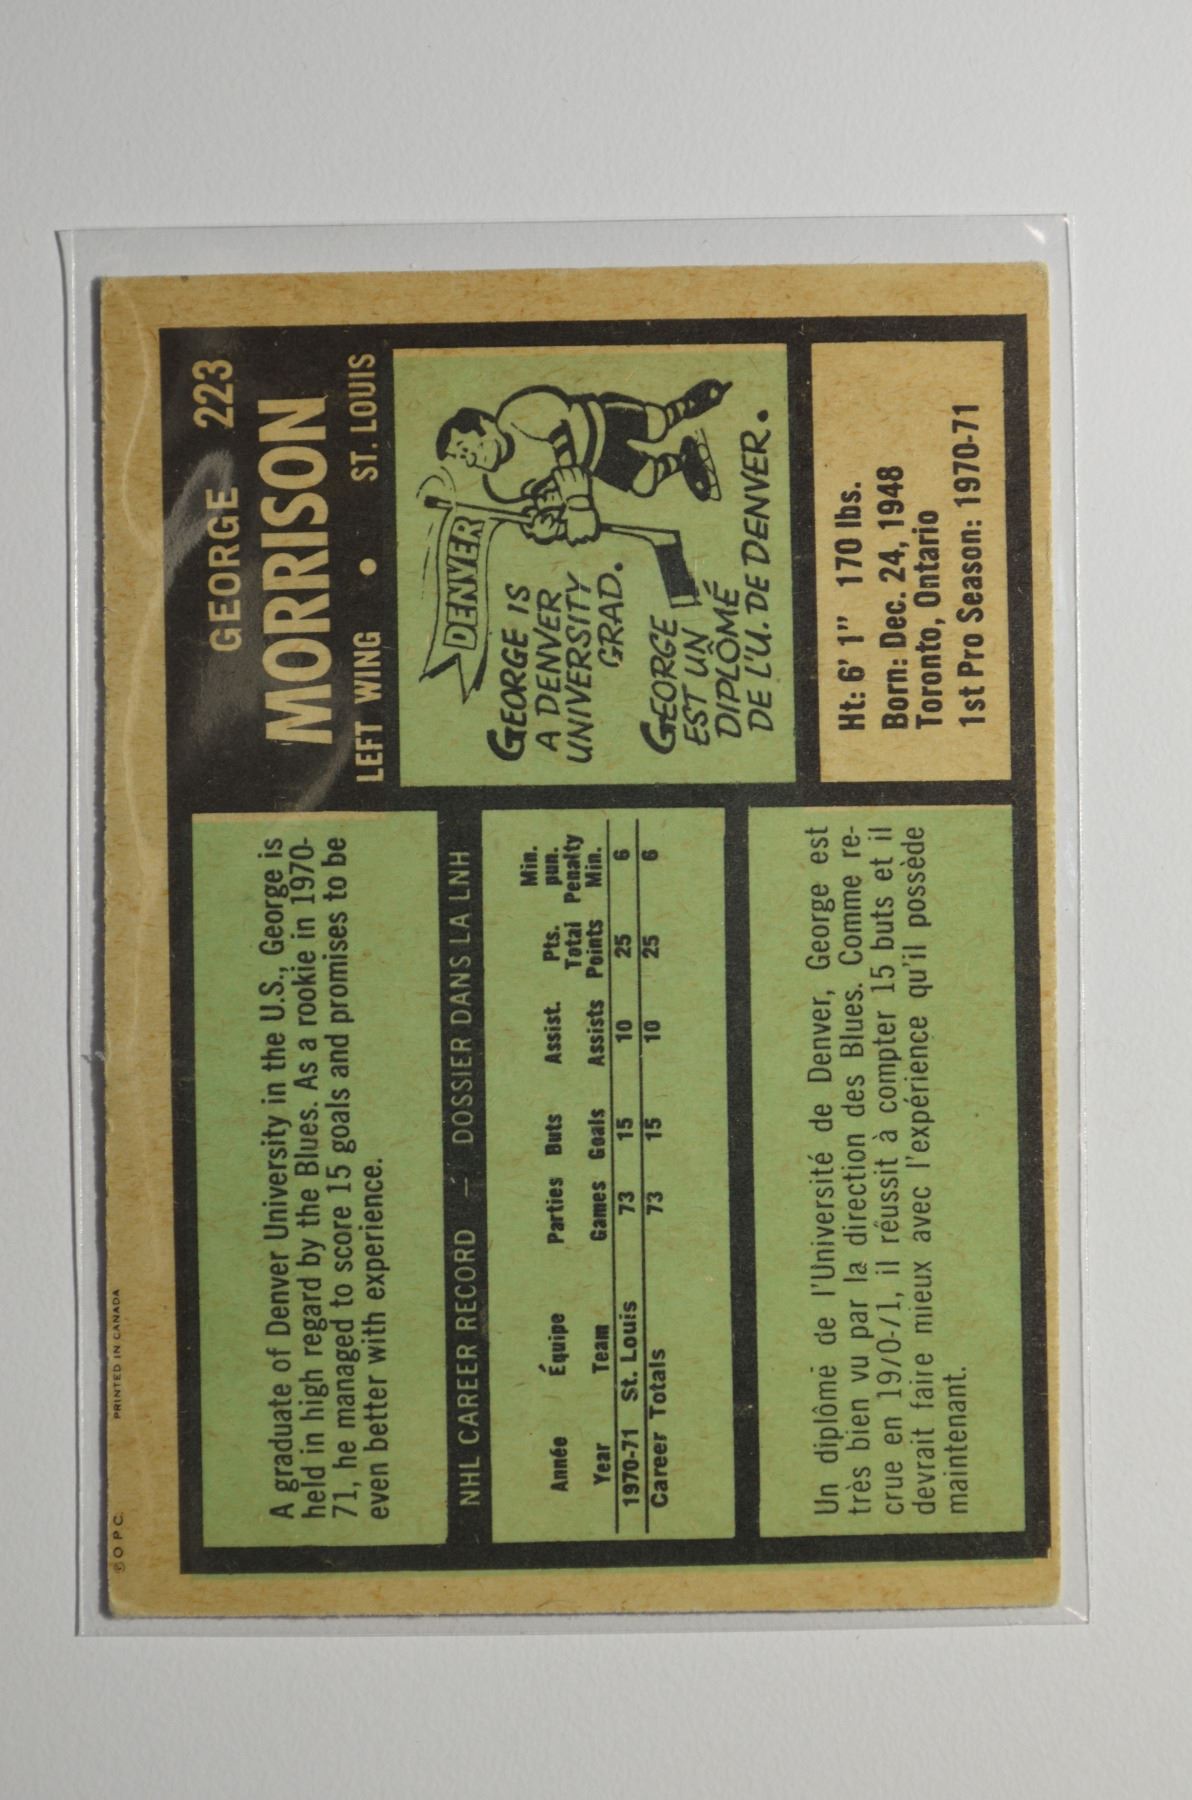 © O P C.
PRINTED IN CANADA
GEORGE 223
MORRISON
LEFT WING • ST. LOUIS
A graduate of Denver University in the U.S., George is
held in high regard by the Blues. As a rookie in 1970-
71, he managed to score 15 goals and promises to be
even better with experience.
NHL CAREER RECORD — DOSSIER DANS LA LNH
Min.
Année Équipe Parties Buts Assist. Pts. pun.
Total Penalty
Year Team Games Goals Assists Points Min.
1970-71 St. Louis 73 15 10 25 6
Career Totals 73 15 10 25 6
Un diplômé de l'Université de Denver, George est
très bien vu par la direction des Blues. Comme re-
crue en 1970-71, il réussit à compter 15 buts et il
devrait faire mieux avec l'expérience qu'il possède
maintenant.
DENVER
GEORGE IS
A DENVER
UNIVERSITY
GRAD.
GEORGE
EST UN
DIPLÔMÉ
DE L'U. DE DENVER.
Ht: 6' 1" 170 lbs.
Born: Dec. 24, 1948
Toronto, Ontario
1st Pro Season: 1970-71